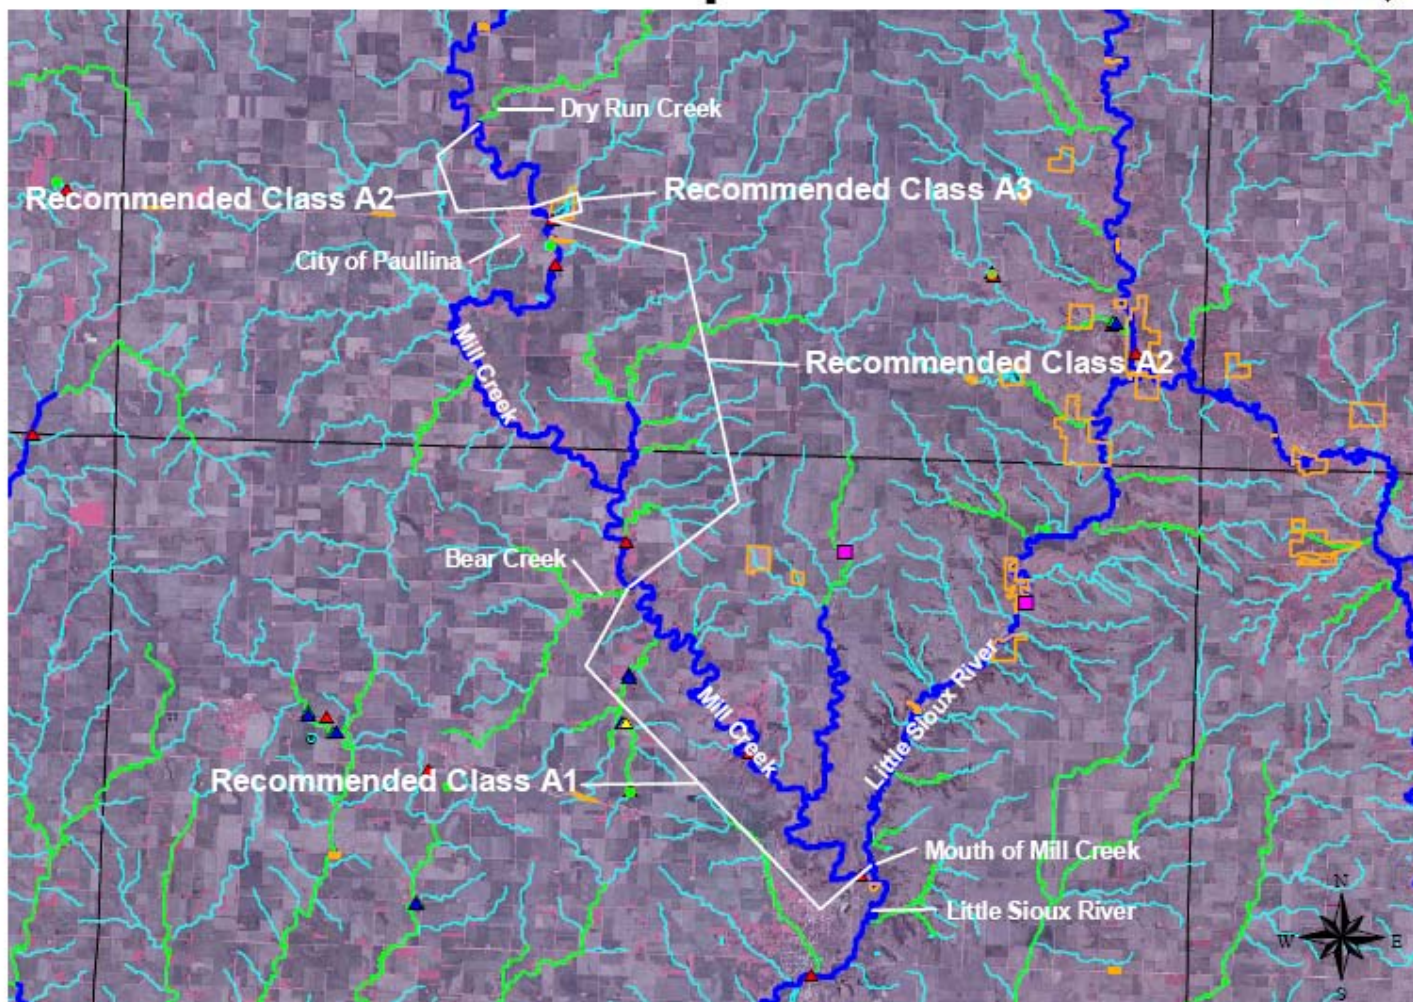 Dry Run Creek
Recommended Class A2
Recommended Class A3
City of Paullina
Mill Creek
Recommended Class A2
Bear Creek
Little Sioux River
Mill Creek
Recommended Class A1
Mouth of Mill Creek
Little Sioux River
N
W E
S